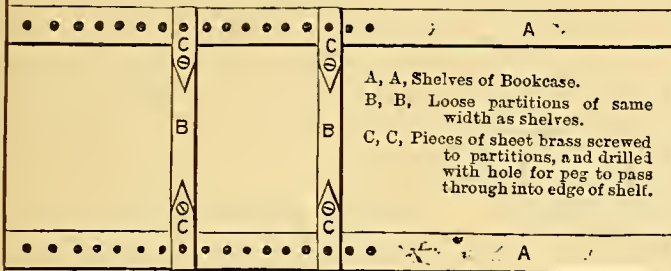 A
C C
A, A, Shelves of Bookcase.
B, B, Loose partitions of same
width as shelves.
B B
C, C, Pieces of sheet brass screwed
to partitions, and drilled
with hole for peg to pass
through into edge of shelf.
C C
A